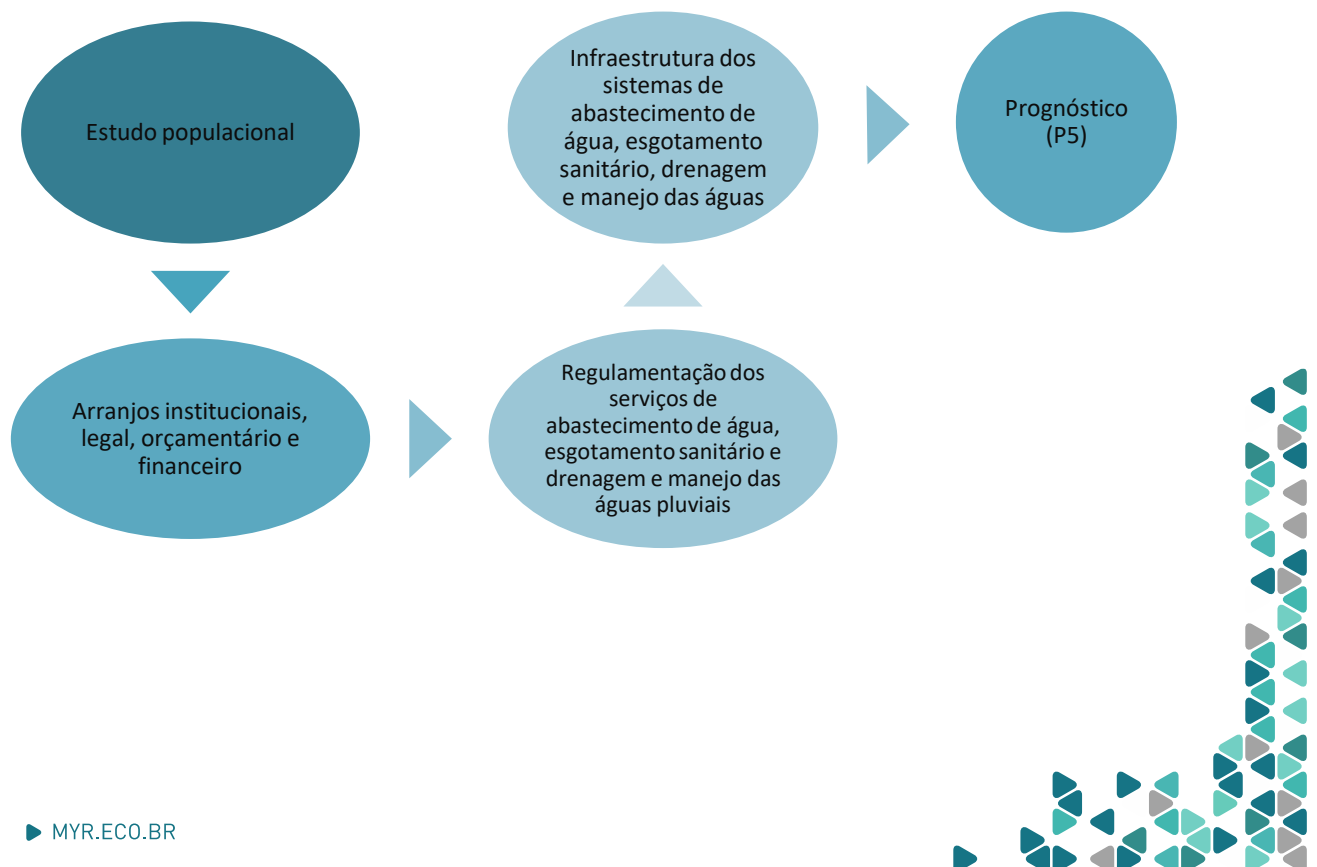 Estudo populacional
Arranjos institucionais,
legal, orçamentário e
financeiro
Regulamentação dos
serviços de
abastecimento de água,
esgotamento sanitário e
drenagem e manejo das
águas pluviais
Infraestrutura dos
sistemas de
abastecimento de
água, esgotamento
sanitário, drenagem
e manejo das águas
Prognóstico
(P5)
MYR.ECO.BR